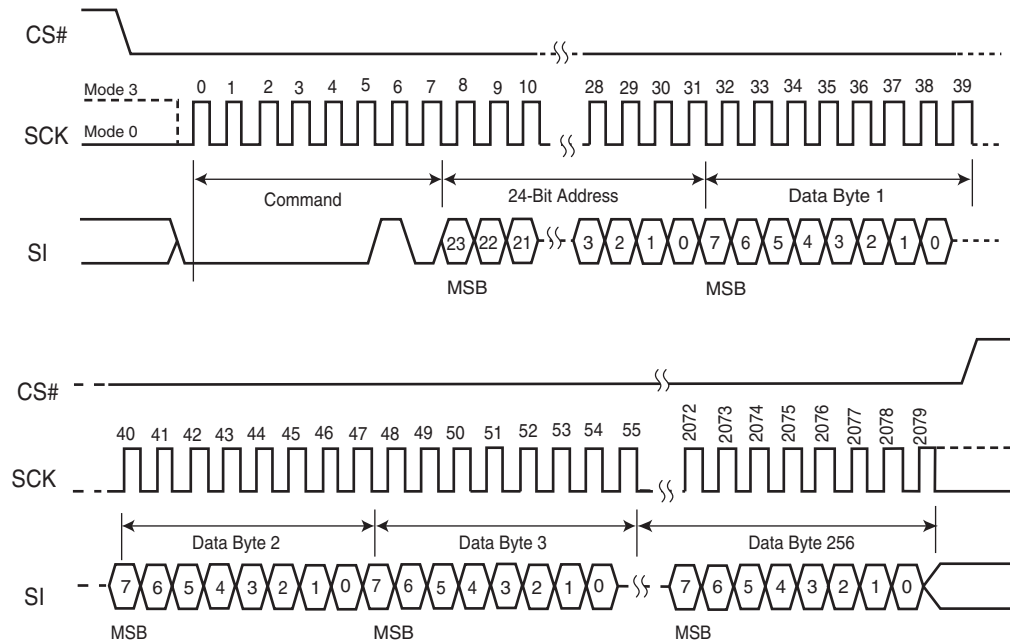 CS#
Mode 3
0 1 2 3 4 5 6 7 8 9 10 28 29 30 31 32 33 34 35 36 37 38 39
SCK
Mode 0
Command
24-Bit Address
Data Byte 1
SI
23 22 21 3 2 1 0 7 6 5 4 3 2 1 0
MSB
MSB
CS#
40 41 42 43 44 45 46 47 48 49 50 51 52 53 54 55 2072 2073 2074 2075 2076 2077 2078 2079
SCK
Data Byte 2
Data Byte 3
Data Byte 256
SI
7 6 5 4 3 2 1 0 7 6 5 4 3 2 1 0 7 6 5 4 3 2 1 0
MSB
MSB
MSB